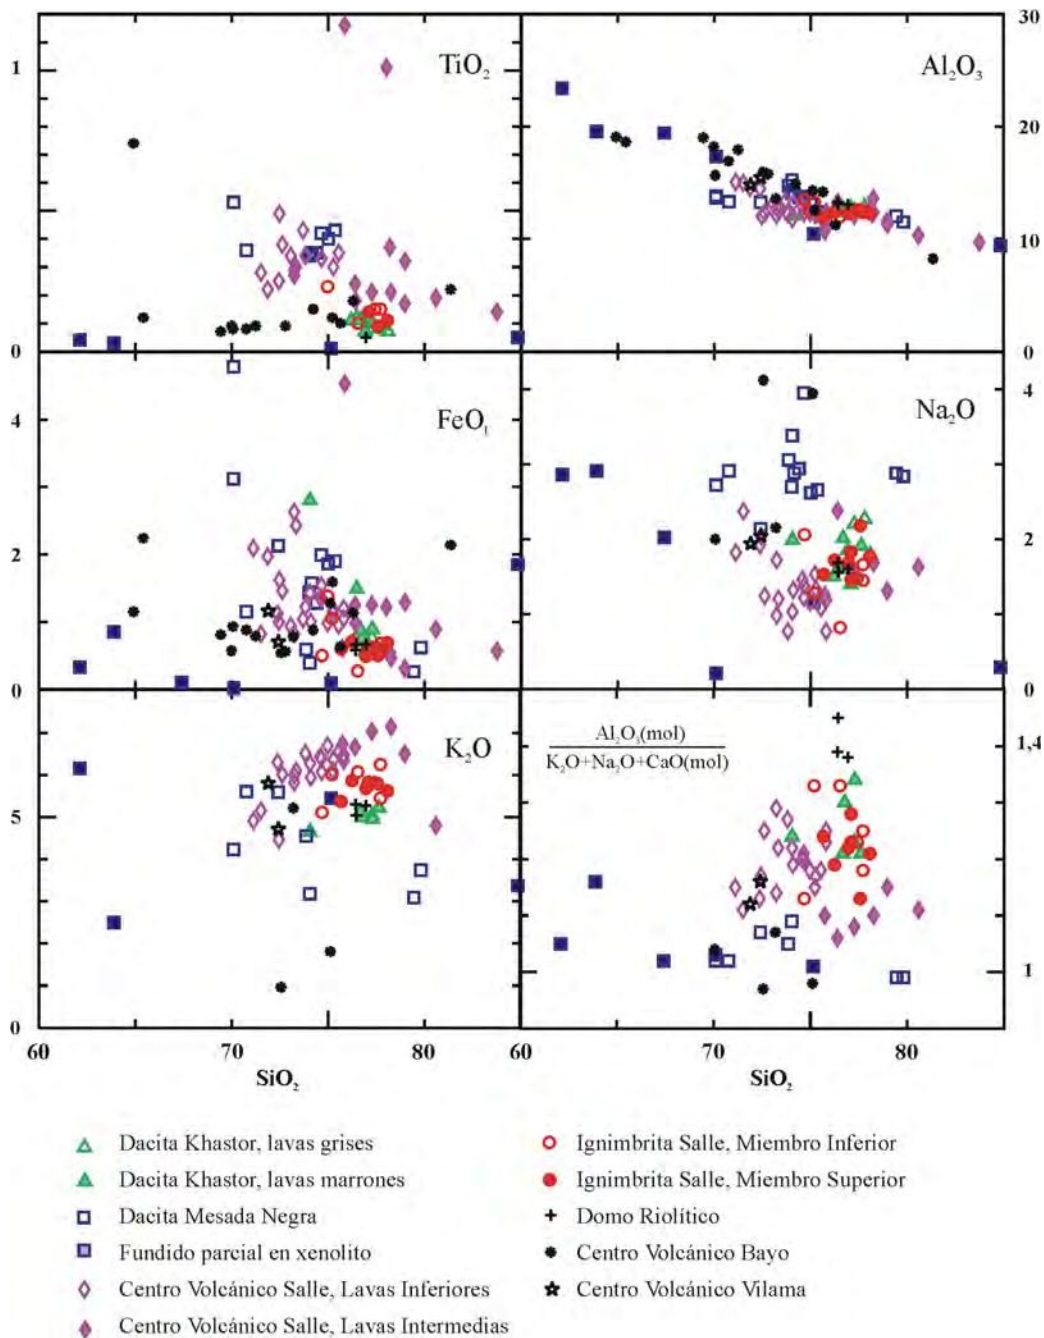 TiO₂
Al₂O₃
30
1
20
10
0
0
FeOₜ
Na₂O
4
4
2
2
0
0
K₂O
Al₂O₃(mol)
K₂O+Na₂O+CaO(mol)
1,4
5
1
0
60
70
80
60
70
80
SiO₂
SiO₂
Dacita Khastor, lavas grises
Dacita Khastor, lavas marrones
Dacita Mesada Negra
Fundido parcial en xenolito
Centro Volcánico Salle, Lavas Inferiores
Centro Volcánico Salle, Lavas Intermedias
Ignimbrita Salle, Miembro Inferior
Ignimbrita Salle, Miembro Superior
Domo Riolítico
Centro Volcánico Bayo
Centro Volcánico Vilama